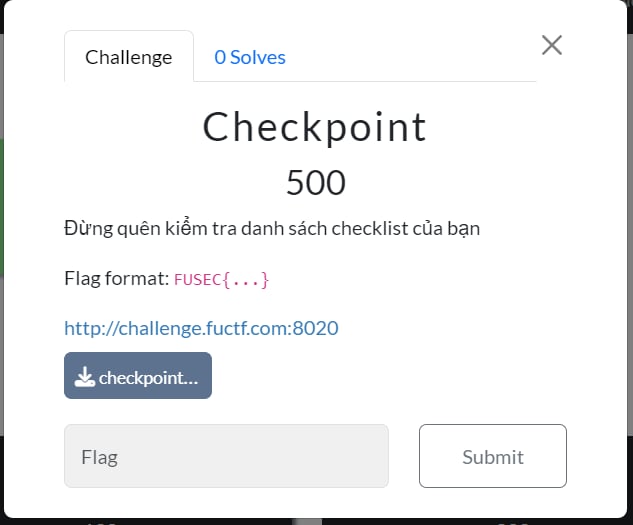 Challenge
0 Solves
Checkpoint
500
Đừng quên kiểm tra danh sách checklist của bạn
Flag format: FUSEC{...}
http://challenge.fuctf.com:8020
checkpoint...
Flag
Submit